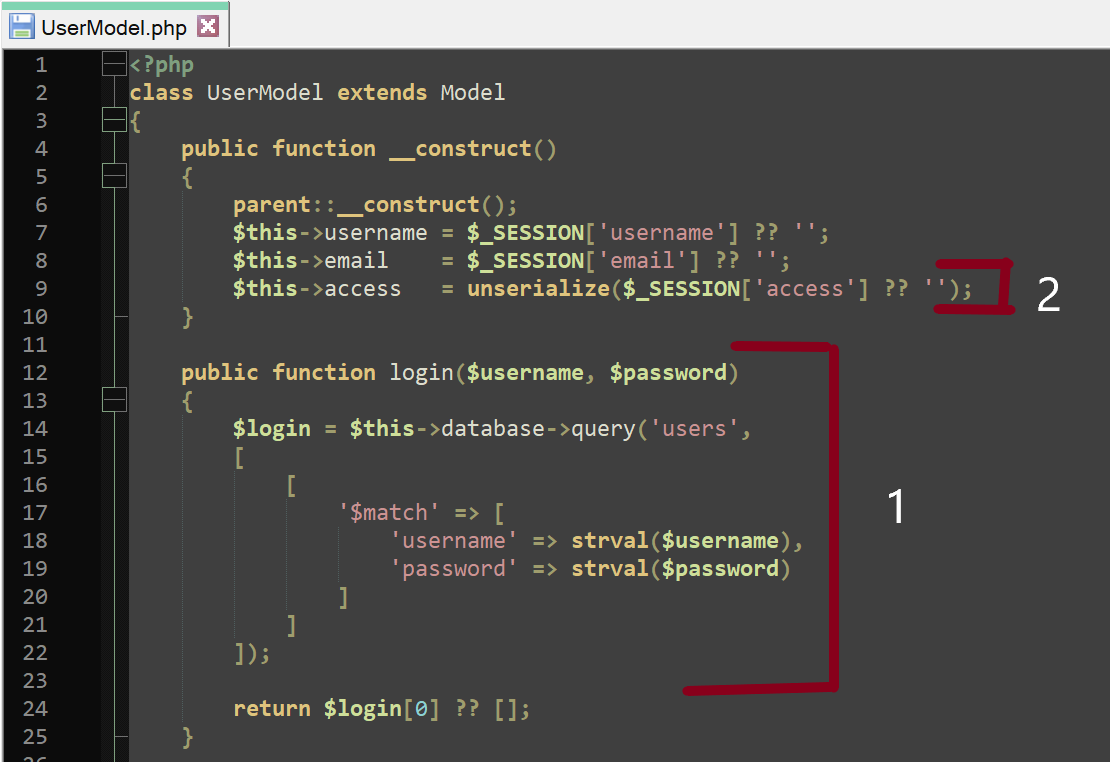 UserModel.php
1 <?php
2 class UserModel extends Model
3 {
4     public function __construct()
5     {
6         parent::__construct();
7         $this->username = $_SESSION['username'] ?? '';
8         $this->email    = $_SESSION['email'] ?? '';
9         $this->access   = unserialize($_SESSION['access'] ?? '');
2
10     }
11
12     public function login($username, $password)
13     {
14         $login = $this->database->query('users',
15         [
16             [
17                 '$match' => [
1
18                     'username' => strval($username),
19                     'password' => strval($password)
20                 ]
21             ]
22         ]);
23
24         return $login[0] ?? [];
25     }